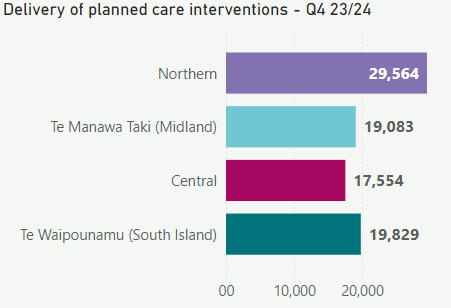 Delivery of planned care interventions - Q4 23/24
Northern 29,564
Te Manawa Taki (Midland) 19,083
Central 17,554
Te Waipounamu (South Island) 19,829
00 10,000 20,000